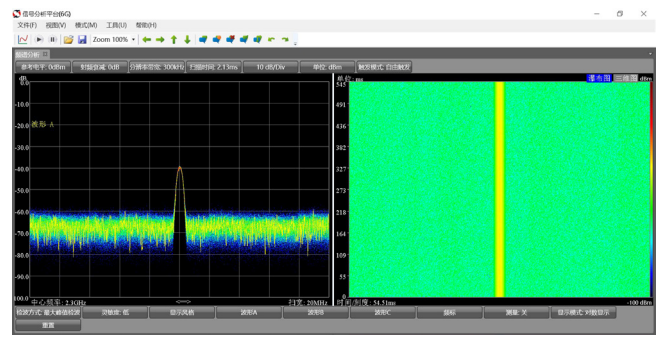 信号分析平台(6G)
文件(F) 视图(V) 模式(M) 工具(U) 帮助(H)
Zoom 100%
频谱分析
参考电平: 0dBm 射频衰减: 0dB 分辨率带宽: 300kHz 扫描时间: 2.13ms 10 dB/Div 单位: dBm 触发模式: 自由触发
dB
0.0
-10.0
-20.0
波形 A
-30.0
-40.0
-50.0
-60.0
-70.0
-80.0
-90.0
100.0
中心频率: 2.3GHz
<==>
扫宽: 20MHz
单位: ms
瀑布图 三维图 dBm
545
491
436
382
327
273
218
164
109
55
0
时间/刻度: 54.51ms
-100 dBm
检波方式: 最大峰值检波 灵敏度: 低 显示风格 波形A 波形B 波形C 游标 测量: 关 显示模式: 对数显示
重置